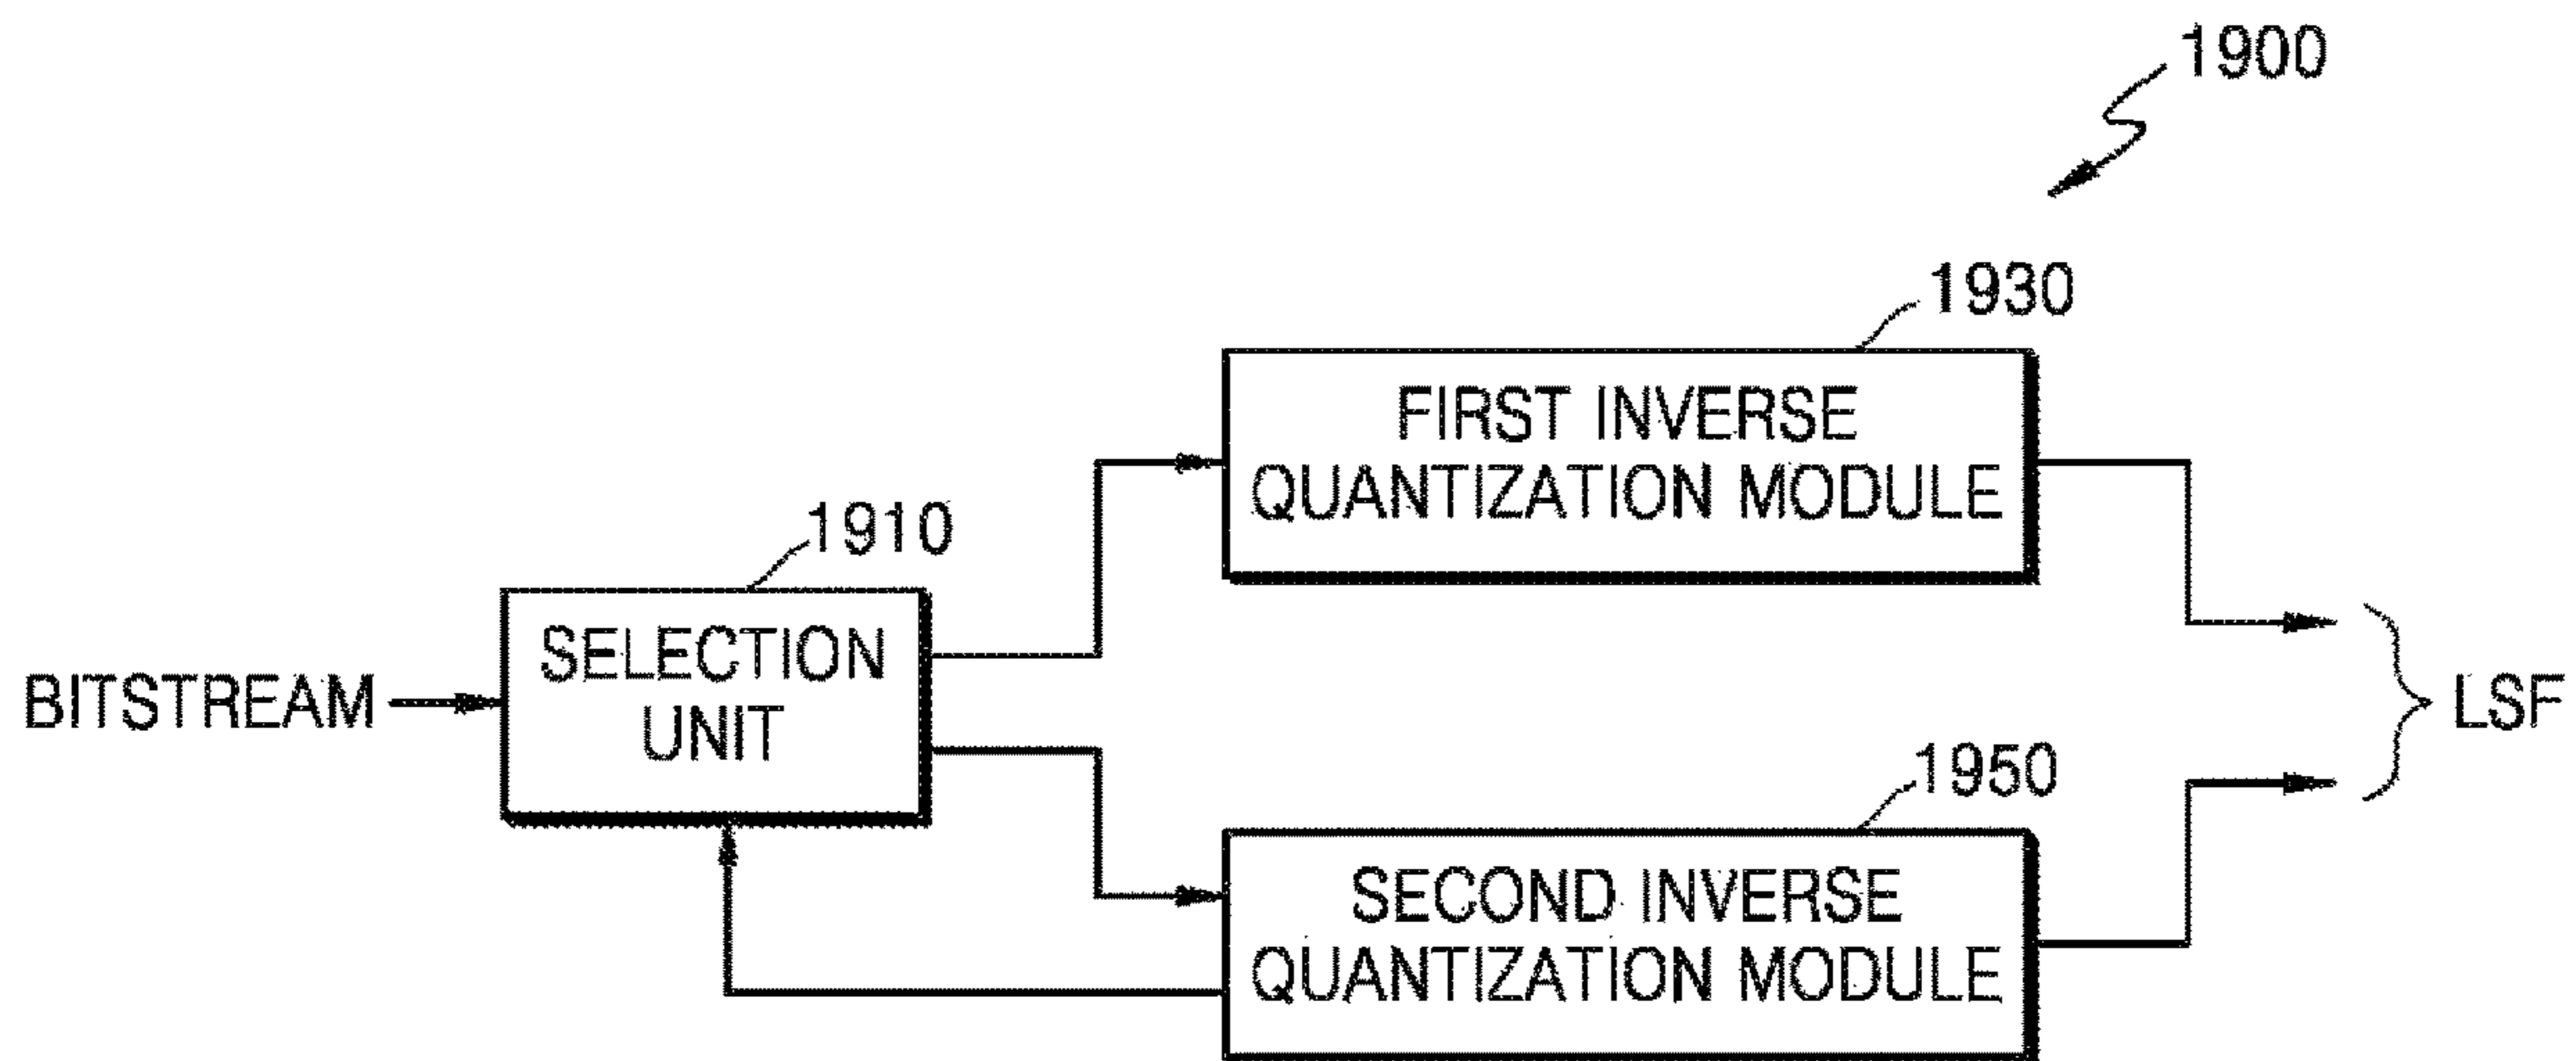 1900
1930
FIRST INVERSE
QUANTIZATION MODULE
1910
SELECTION
UNIT
BITSTREAM
LSF
1950
SECOND INVERSE
QUANTIZATION MODULE